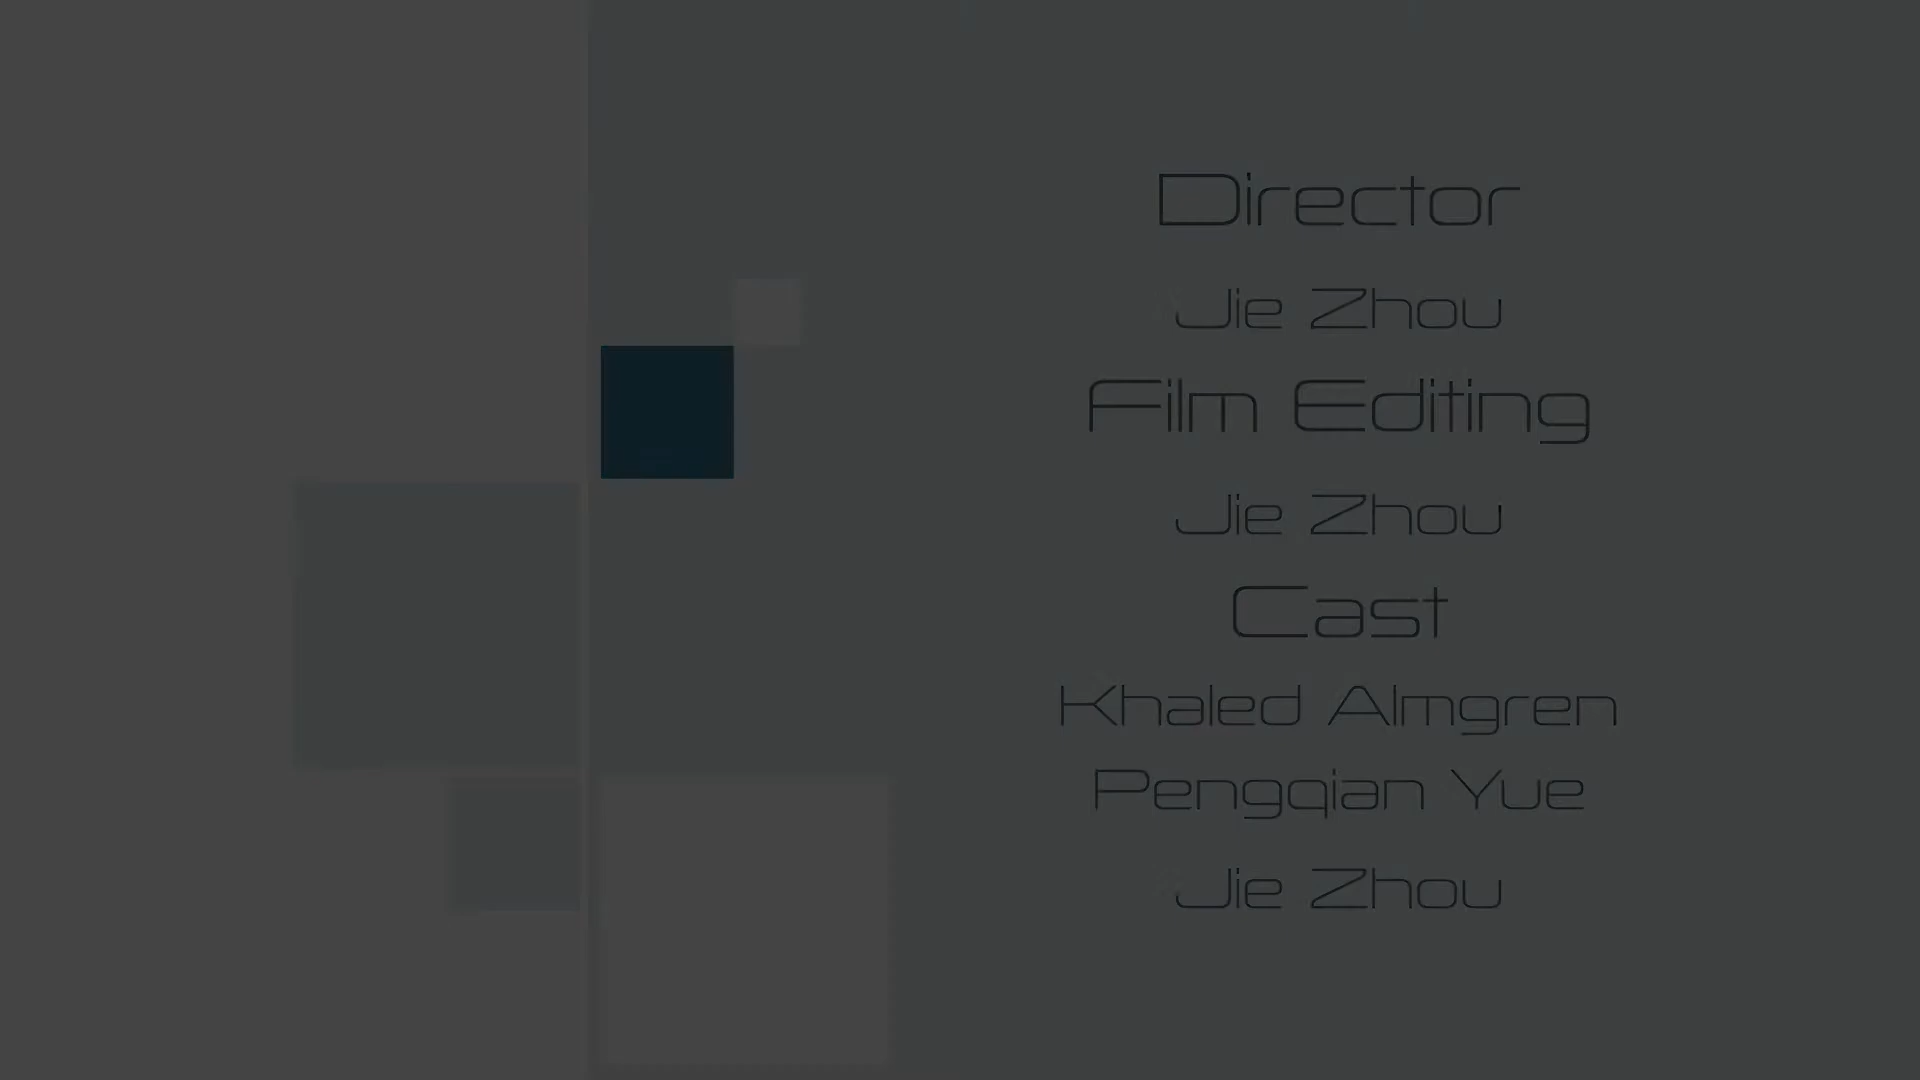 Director
Jie Zhou
Film Editing
Jie Zhou
Cast
Khaled Almgren
Pengqian Yue
Jie Zhou